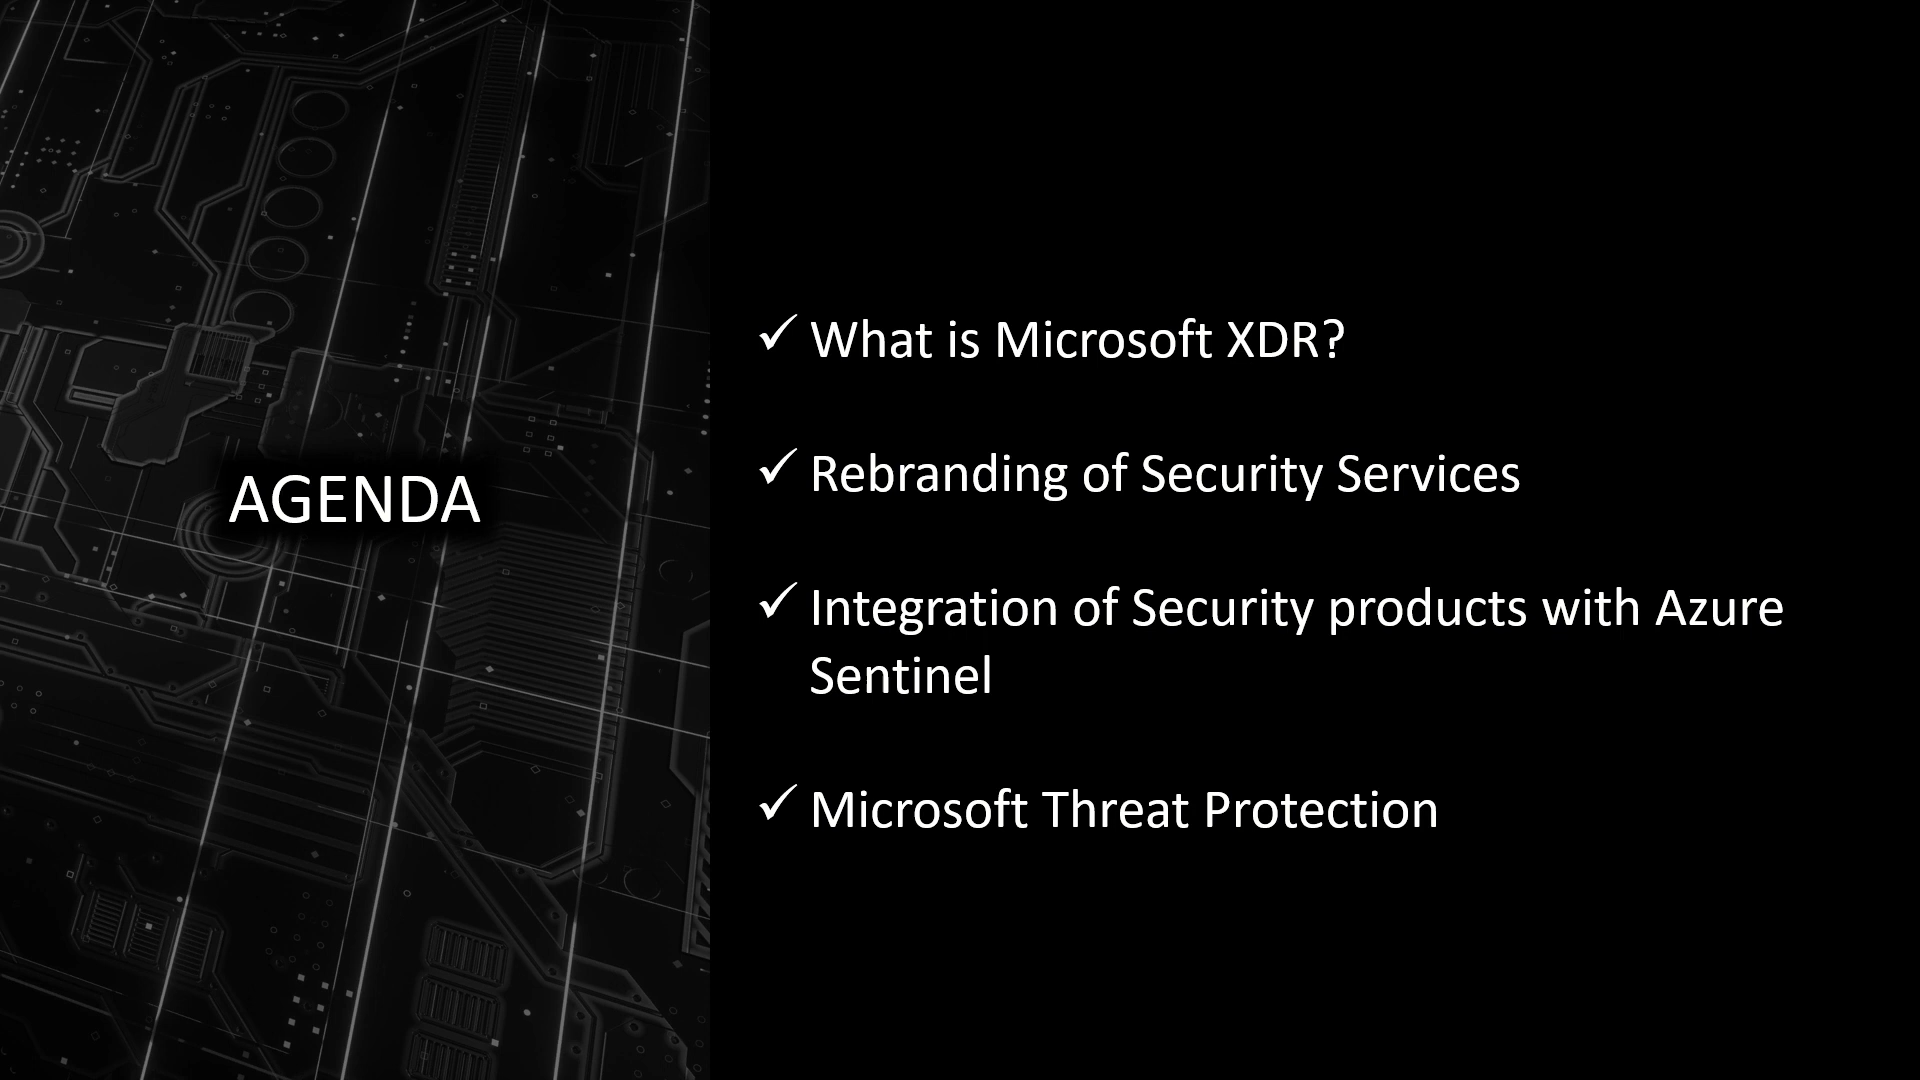 AGENDA
✓ What is Microsoft XDR?
✓ Rebranding of Security Services
✓ Integration of Security products with Azure
Sentinel
✓ Microsoft Threat Protection